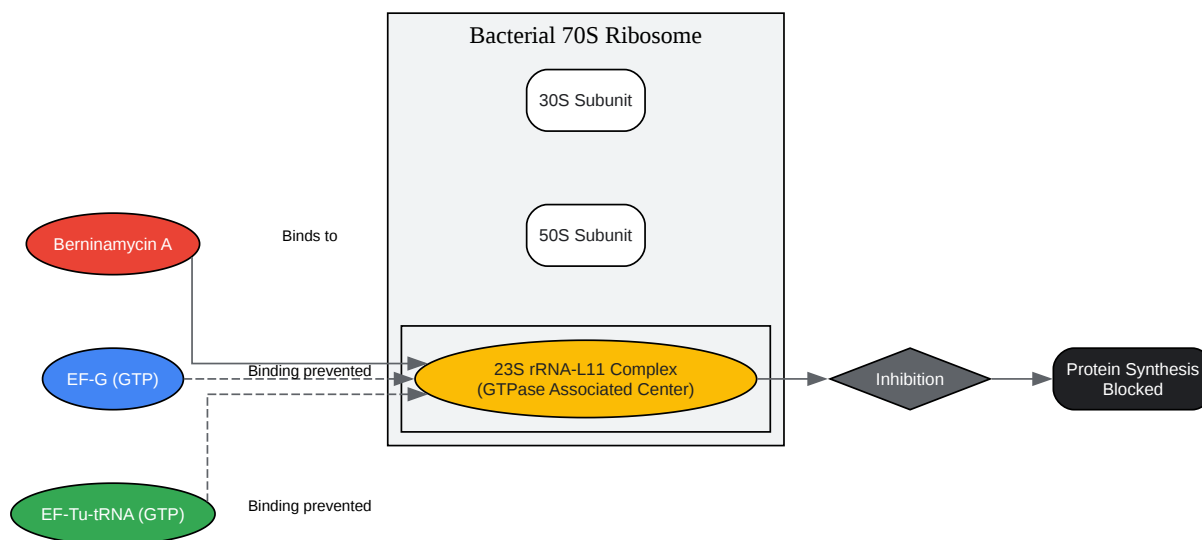 Bacterial 70S Ribosome
30S Subunit
50S Subunit
Berninamycin A
Binds to
EF-G (GTP)
Binding prevented
23S rRNA-L11 Complex
(GTPase Associated Center)
Inhibition
Protein Synthesis
Blocked
EF-Tu-tRNA (GTP)
Binding prevented